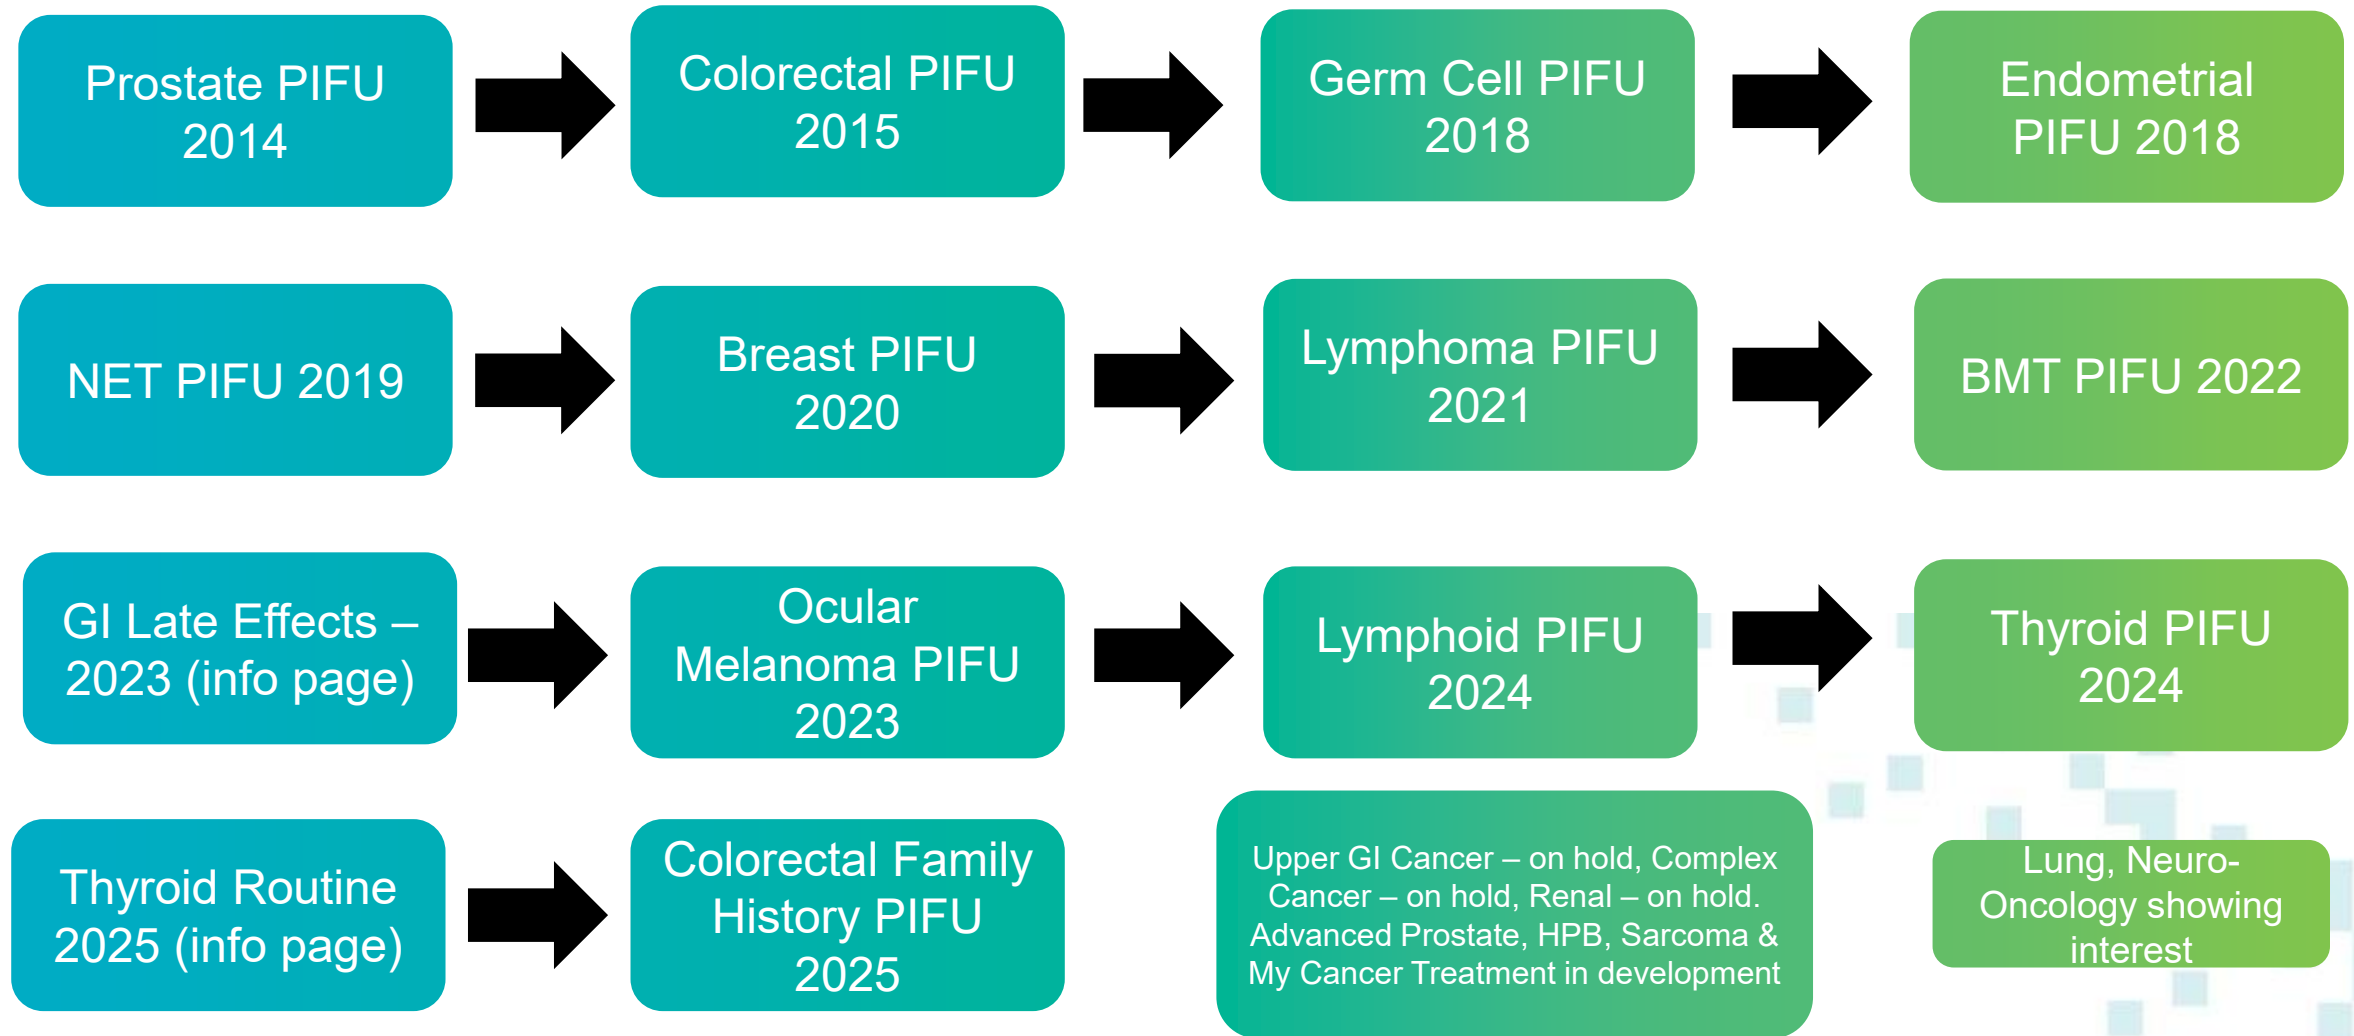 Prostate PIFU
2014
Colorectal PIFU
2015
Germ Cell PIFU
2018
Endometrial
PIFU 2018
NET PIFU 2019
Breast PIFU
2020
Lymphoma PIFU
2021
BMT PIFU 2022
GI Late Effects –
2023 (info page)
Ocular
Melanoma PIFU
2023
Lymphoid PIFU
2024
Thyroid PIFU
2024
Thyroid Routine
2025 (info page)
Colorectal Family
History PIFU
2025
Upper GI Cancer – on hold, Complex
Cancer – on hold, Renal – on hold.
Advanced Prostate, HPB, Sarcoma &
My Cancer Treatment in development
Lung, Neuro-
Oncology showing
interest